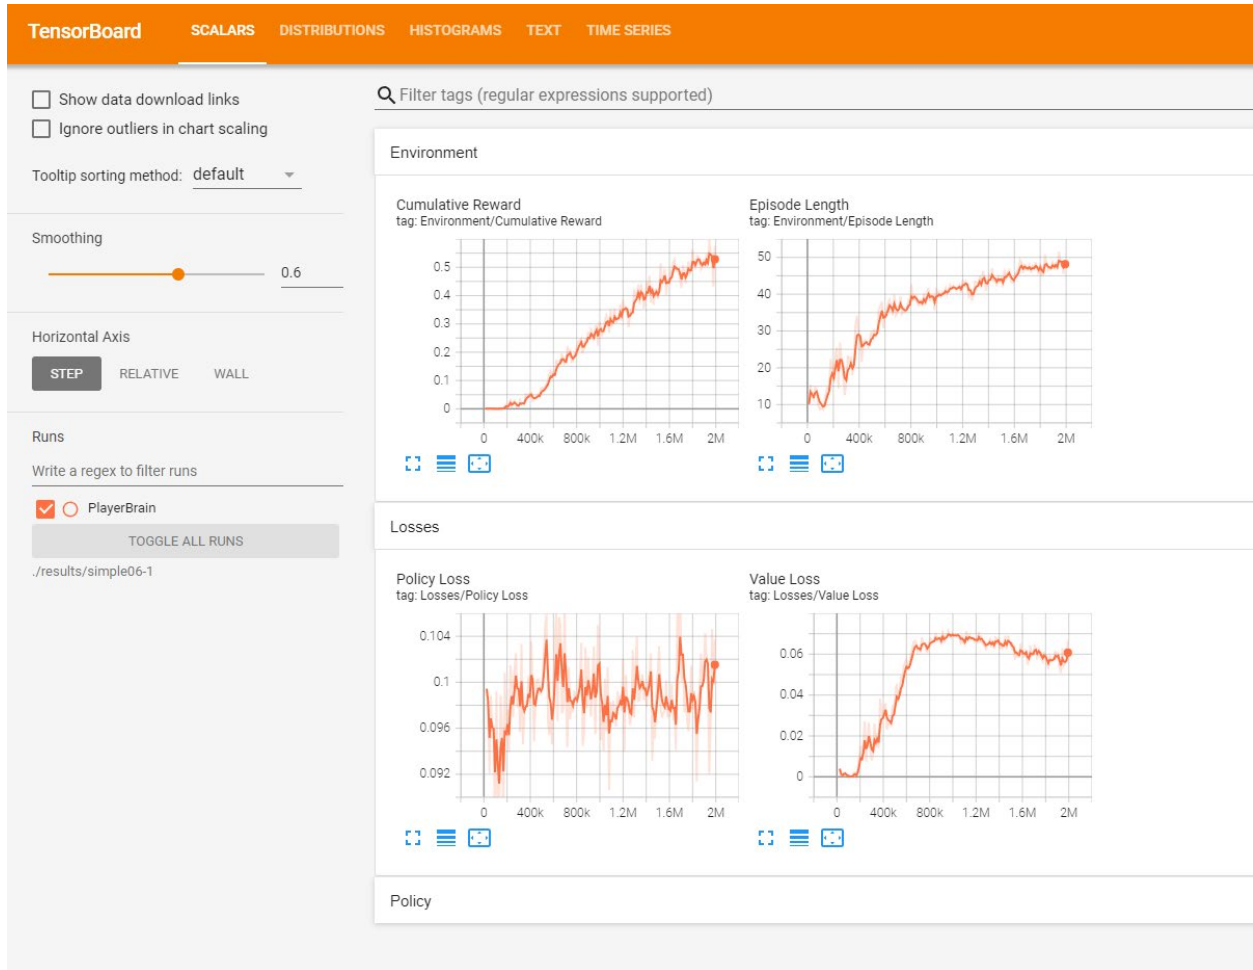 TensorBoard SCALARS DISTRIBUTIONS HISTOGRAMS TEXT TIME SERIES
Show data download links
Ignore outliers in chart scaling
Tooltip sorting method: default
Smoothing
0.6
Horizontal Axis
STEP RELATIVE WALL
Runs
Write a regex to filter runs
PlayerBrain
TOGGLE ALL RUNS
./results/simple06-1
Filter tags (regular expressions supported)
Environment
Cumulative Reward
tag: Environment/Cumulative Reward
0.5
0.4
0.3
0.2
0.1
0
0 400k 800k 1.2M 1.6M 2M
Episode Length
tag: Environment/Episode Length
50
40
30
20
10
0 400k 800k 1.2M 1.6M 2M
Losses
Policy Loss
tag: Losses/Policy Loss
0.104
0.1
0.096
0.092
0 400k 800k 1.2M 1.6M 2M
Value Loss
tag: Losses/Value Loss
0.06
0.04
0.02
0
0 400k 800k 1.2M 1.6M 2M
Policy